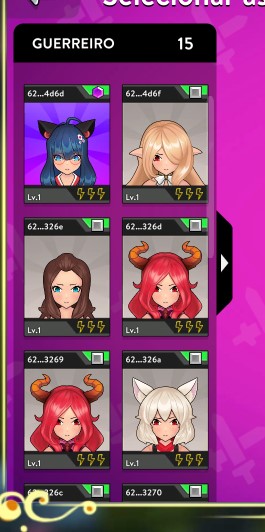 Selecionar as
GUERREIRO 15
62...4d6d 62...4d6f
Lv.1 Lv.1
62...326e 62...326d
Lv.1 Lv.1
62...3269 62...326a
Lv.1 Lv.1
62...326c 62...3270